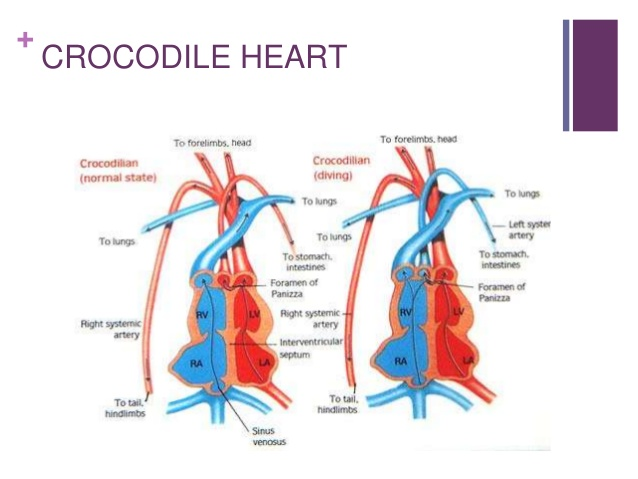 +
CROCODILE HEART
To forelimbs, head
Crocodilian
(normal state)
To lungs
To lungs
To stomach,
intestines
Foramen of
Panizza
RV
LV
Right systemic
artery
Interventricular
septum
RA
LA
To tail,
hindlimbs
Sinus
venosus
To forelimbs, head
Crocodilian
(diving)
To lungs
To lungs
Left syster
artery
To stomach,
intestines
Foramen of
Panizza
RV
LV
Right systemic
artery
RA
LA
To tail,
hindlimbs